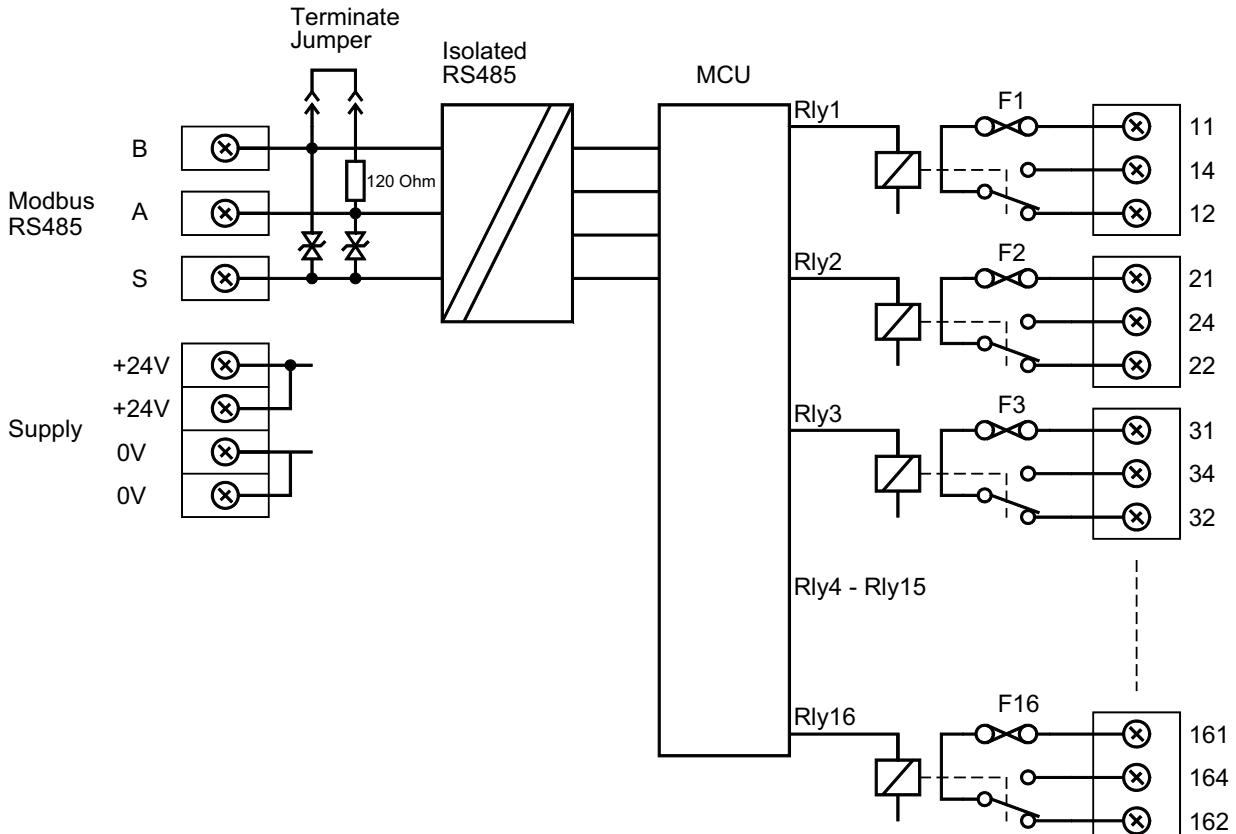 Terminate
Jumper
Isolated
RS485
MCU
B
A
S
Modbus
RS485
120 Ohm
+24V
+24V
0V
0V
Supply
Rly1
F1
11
14
12
Rly2
F2
21
24
22
Rly3
F3
31
34
32
Rly4 - Rly15
Rly16
F16
161
164
162